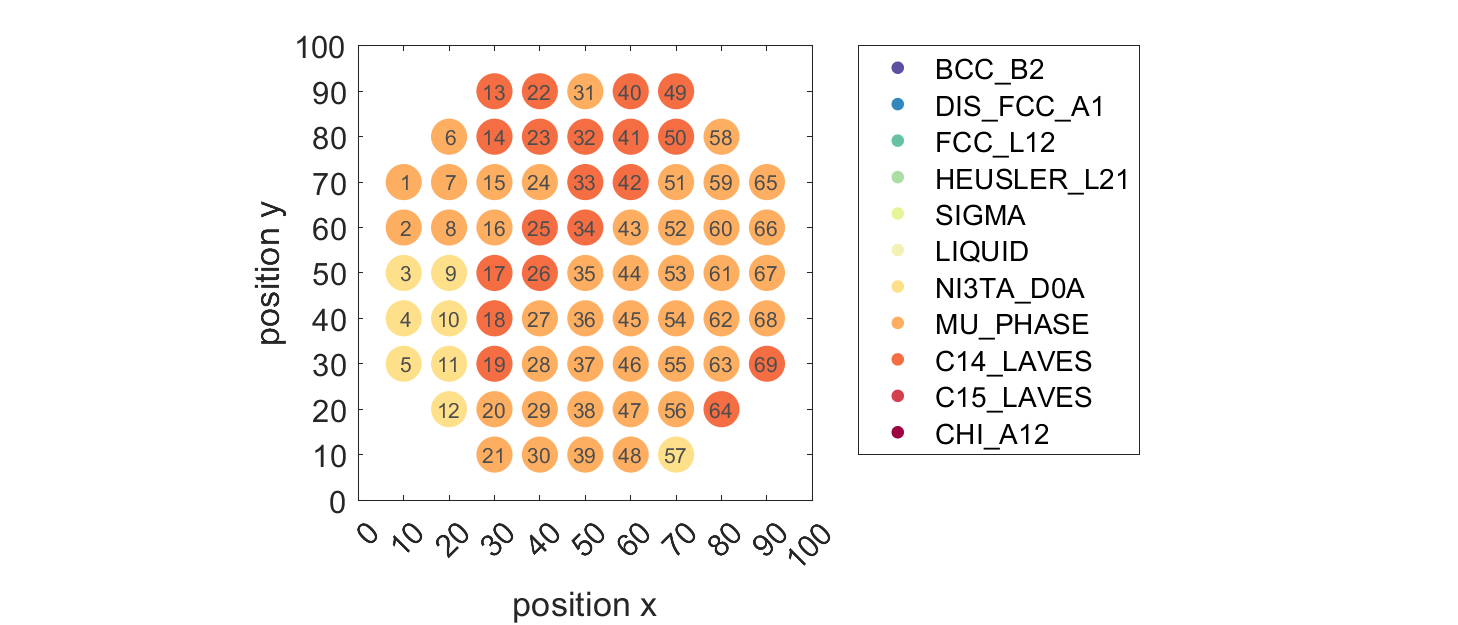 100
90
80
70
60
50
40
30
20
10
0
position y
13 22 31 40 49
6 14 23 32 41 50 58
1 7 15 24 33 42 51 59 65
2 8 16 25 34 43 52 60 66
3 9 17 26 35 44 53 61 67
4 10 18 27 36 45 54 62 68
5 11 19 28 37 46 55 63 69
12 20 29 38 47 56 64
21 30 39 48 57
0 10 20 30 40 50 60 70 80 90 100
position x
BCC_B2
DIS_FCC_A1
FCC_L12
HEUSLER_L21
SIGMA
LIQUID
NI3TA_D0A
MU_PHASE
C14_LAVES
C15_LAVES
CHI_A12